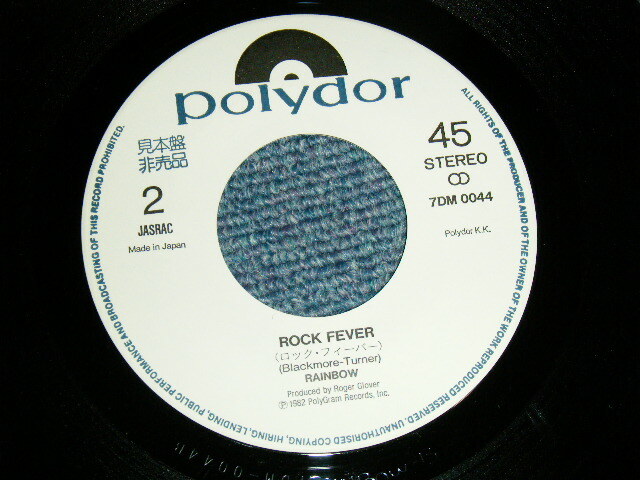 polydor
見本盤
非売品
2
JASRAC
Made in Japan
45
STEREO
7DM 0044
Polydor K.K.
ROCK FEVER
(ロック・フィーバー)
(Blackmore-Turner)
RAINBOW
Produced by Roger Glover
Ⓟ1982 PolyGram Records, Inc.
ALL RIGHTS OF THE PRODUCER AND OF THE OWNER OF THE WORK REPRODUCED RESERVED. UNAUTHORISED COPYING, HIRING, LENDING, PUBLIC PERFORMANCE AND BROADCASTING OF THIS RECORD PROHIBITED.